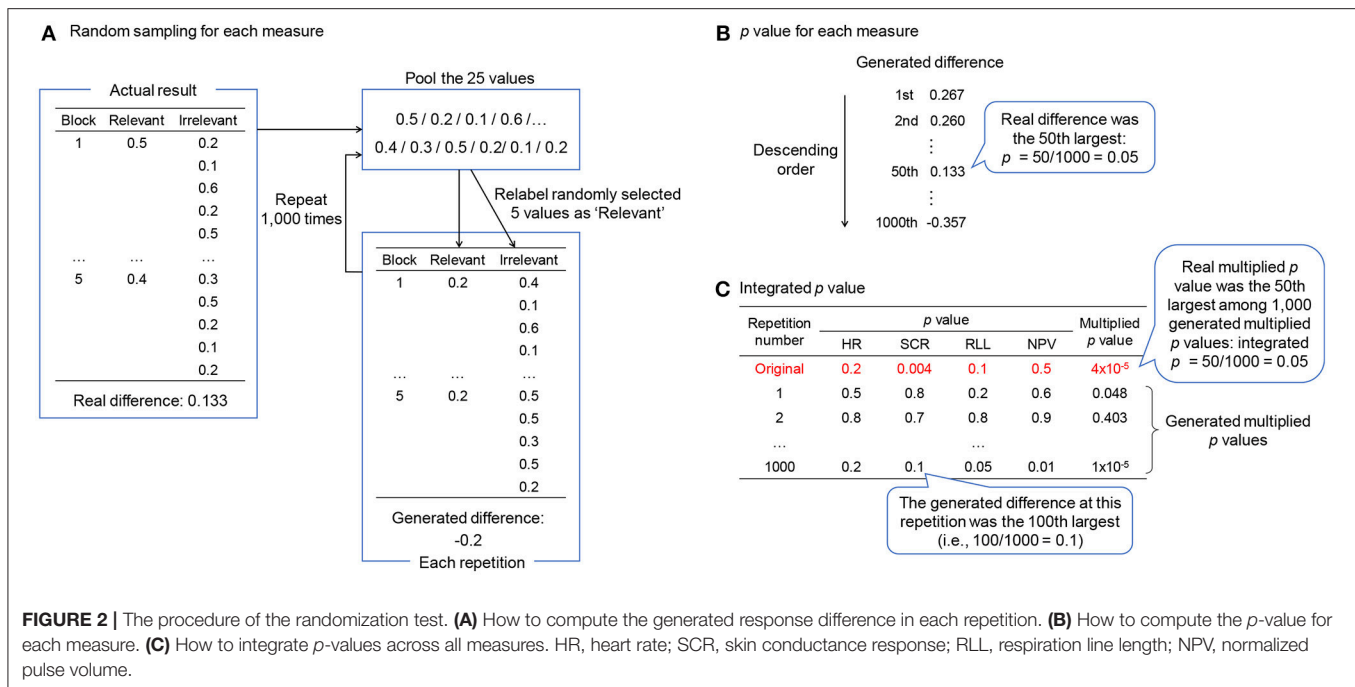 A Random sampling for each measure
Actual result
Block Relevant Irrelevant
1 0.5 0.2
0.1
0.6
0.2
0.5
... ... ...
5 0.4 0.3
0.5
0.2
0.1
0.2
Real difference: 0.133
Pool the 25 values
0.5 / 0.2 / 0.1 / 0.6 /...
0.4 / 0.3 / 0.5 / 0.2/ 0.1 / 0.2
Repeat
1,000 times
Relabel randomly selected
5 values as ‘Relevant’
Block Relevant Irrelevant
1 0.2 0.4
0.1
0.6
0.1
... ... ...
5 0.2 0.5
0.5
0.3
0.5
0.2
Generated difference:
-0.2
Each repetition
B p value for each measure
Generated difference
1st 0.267
2nd 0.260
⋮
50th 0.133
⋮
1000th -0.357
Descending
order
Real difference was
the 50th largest:
p = 50/1000 = 0.05
C Integrated p value
Repetition
number
p value
Multiplied
p value
HR SCR RLL NPV
Original 0.2 0.004 0.1 0.5 4x10⁻⁵
1 0.5 0.8 0.2 0.6 0.048
2 0.8 0.7 0.8 0.9 0.403
... ...
1000 0.2 0.1 0.05 0.01 1x10⁻⁵
Real multiplied p
value was the 50th
largest among 1,000
generated multiplied
p values: integrated
p = 50/1000 = 0.05
Generated multiplied
p values
The generated difference at this
repetition was the 100th largest
(i.e., 100/1000 = 0.1)
FIGURE 2 | The procedure of the randomization test. (A) How to compute the generated response difference in each repetition. (B) How to compute the p-value for
each measure. (C) How to integrate p-values across all measures. HR, heart rate; SCR, skin conductance response; RLL, respiration line length; NPV, normalized
pulse volume.